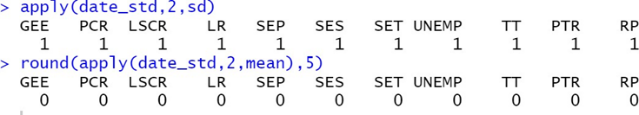 > apply(date_std,2,sd)
GEE PCR LSCR LR SEP SES SET UNEMP TT PTR RP
1 1 1 1 1 1 1 1 1 1 1
> round(apply(date_std,2,mean),5)
GEE PCR LSCR LR SEP SES SET UNEMP TT PTR RP
0 0 0 0 0 0 0 0 0 0 0